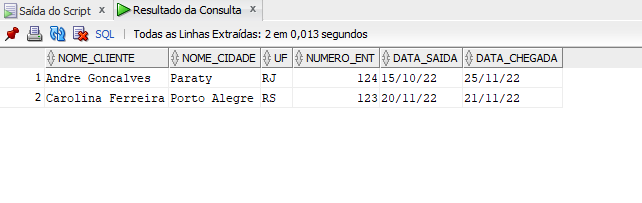 Saída do Script x Resultado da Consulta x
SQL | Todas as Linhas Extraídas: 2 em 0,013 segundos
NOME_CLIENTE NOME_CIDADE UF NUMERO_ENT DATA_SAIDA DATA_CHEGADA
1 Andre Goncalves Paraty RJ 124 15/10/22 25/11/22
2 Carolina Ferreira Porto Alegre RS 123 20/11/22 21/11/22